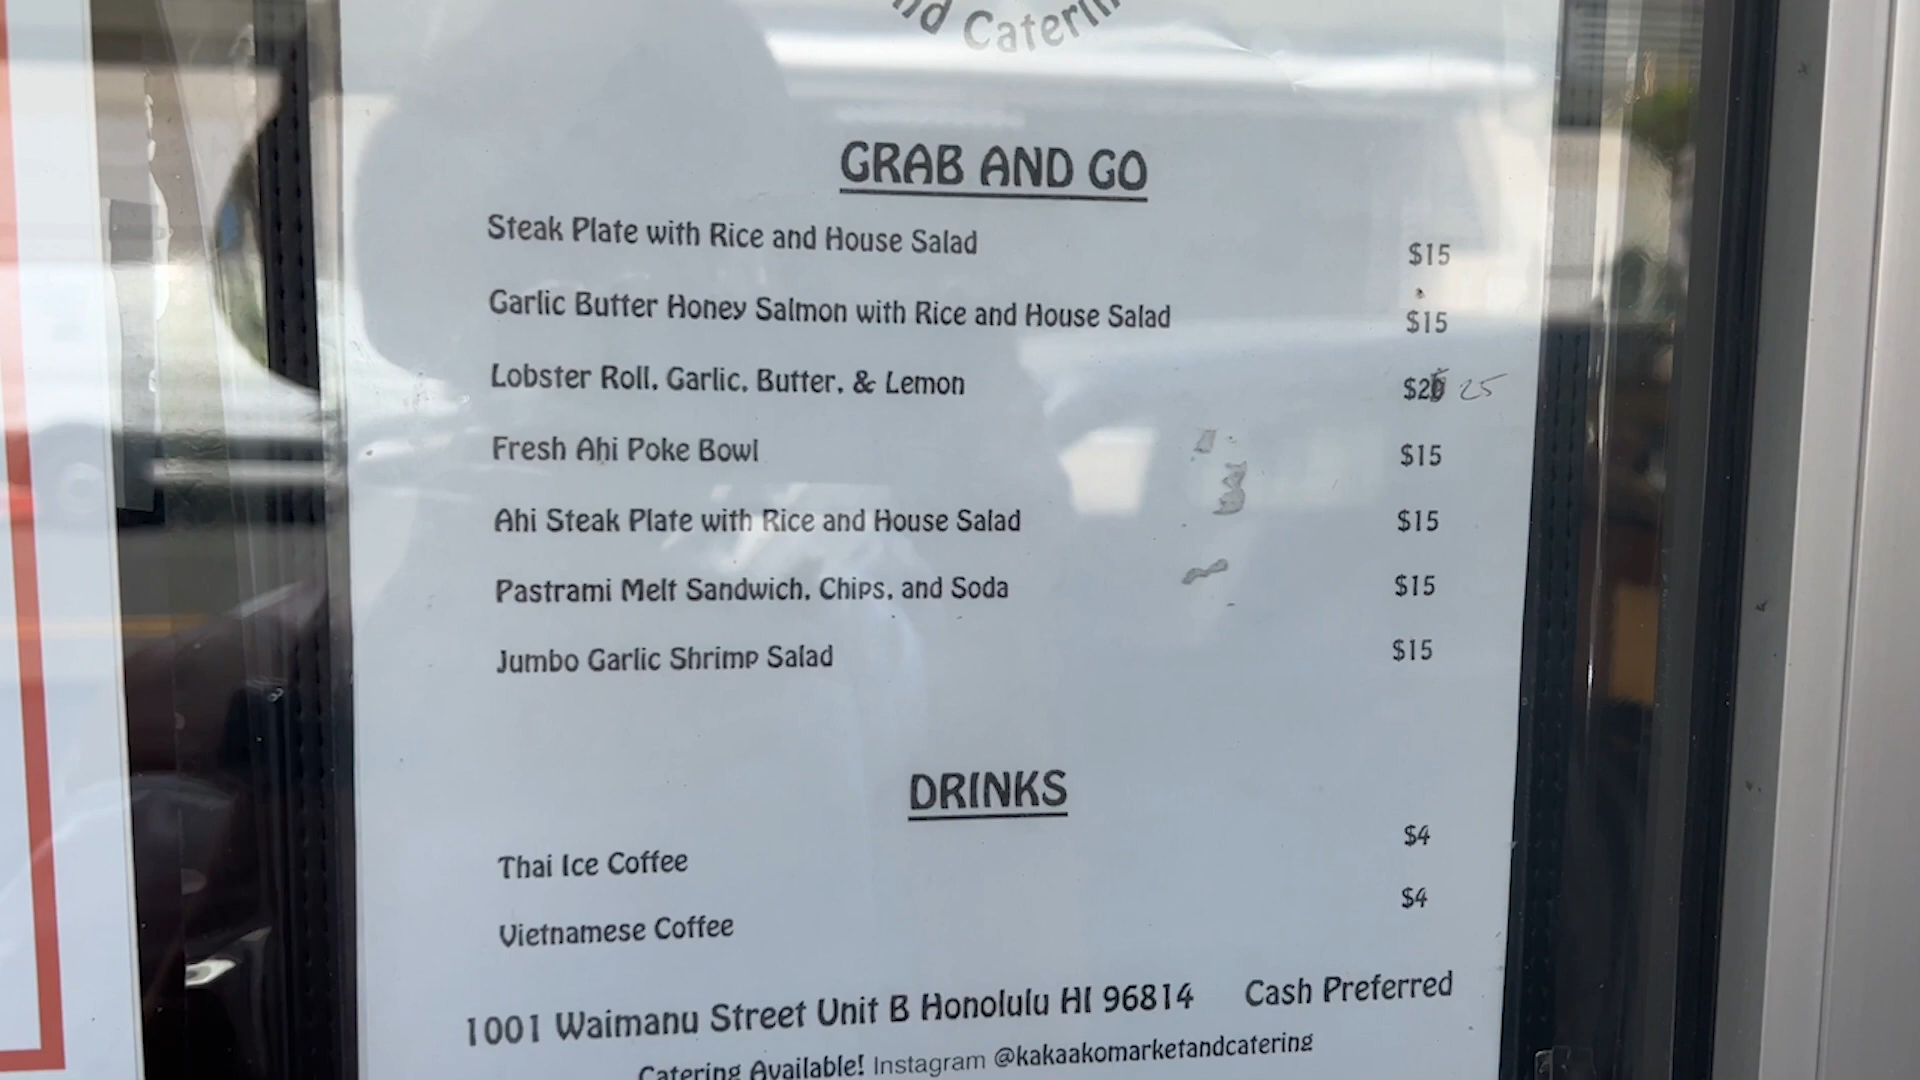 nd Catering
GRAB AND GO
Steak Plate with Rice and House Salad $15
Garlic Butter Honey Salmon with Rice and House Salad $15
Lobster Roll, Garlic, Butter, & Lemon 25
Fresh Ahi Poke Bowl $15
Ahi Steak Plate with Rice and House Salad $15
Pastrami Melt Sandwich, Chips, and Soda $15
Jumbo Garlic Shrimp Salad $15
DRINKS
Thai Ice Coffee $4
Vietnamese Coffee $4
1001 Waimanu Street Unit B Honolulu HI 96814 Cash Preferred
Catering Available! Instagram @kakaakomarketandcatering